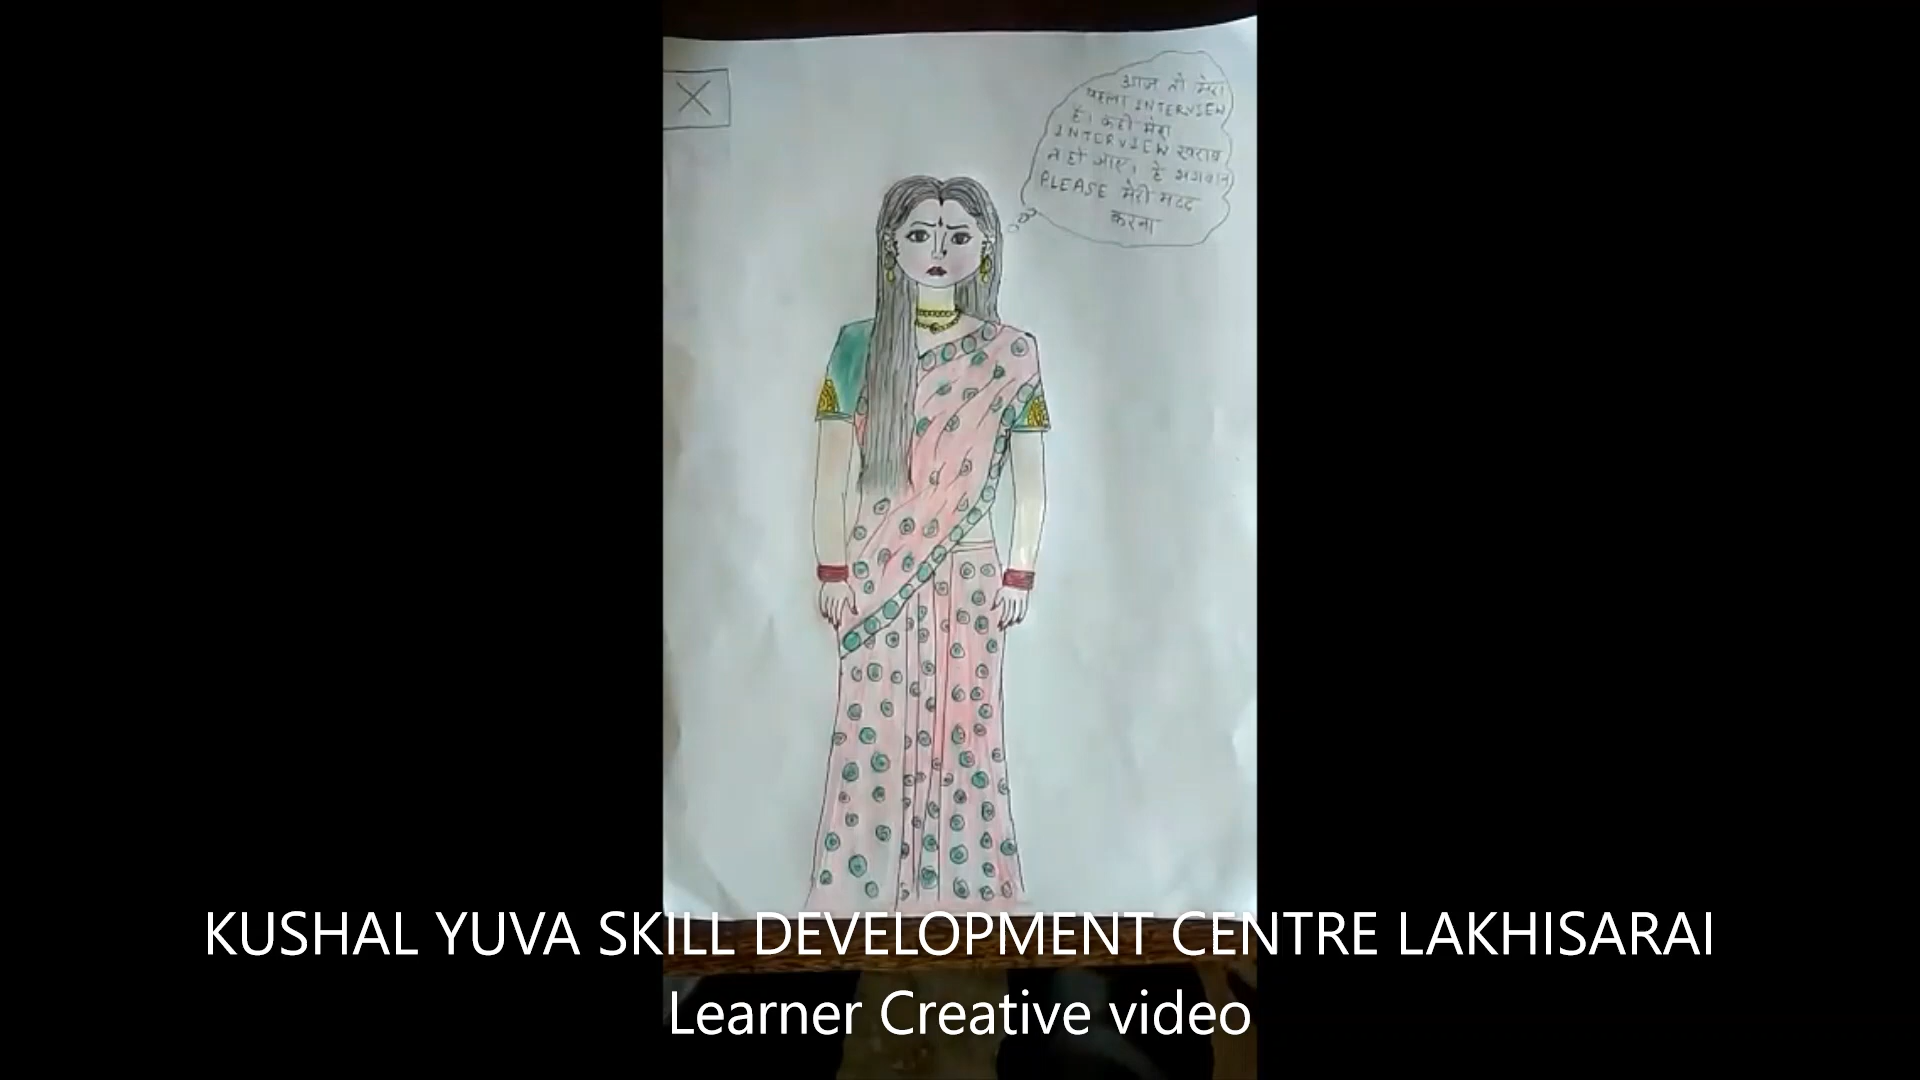 आज तो मेरा
पहला INTERVIEW
है। कही मेरा
INTERVIEW खराब
न हो जाए, हे भगवान
PLEASE मेरी मदद
करना
KUSHAL YUVA SKILL DEVELOPMENT CENTRE LAKHISARAI
Learner Creative video